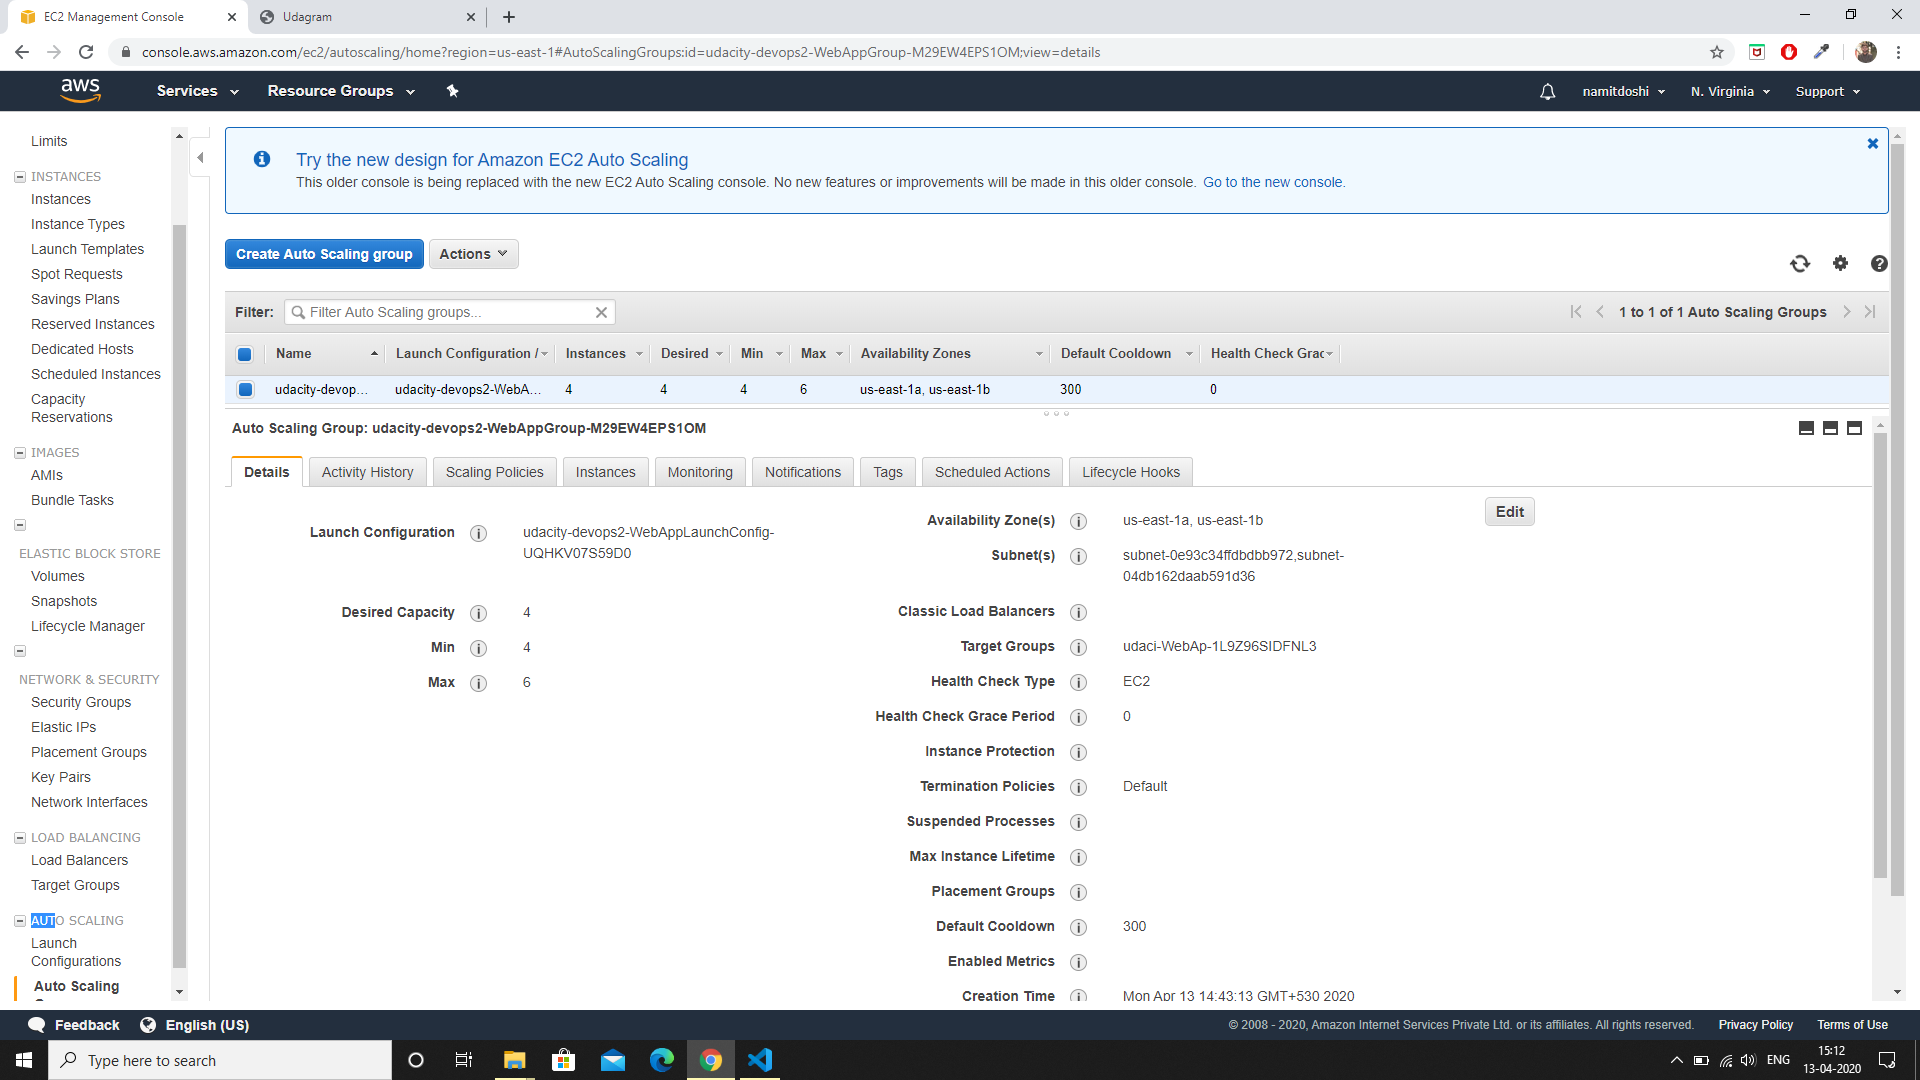 EC2 Management Console
Udagram
console.aws.amazon.com/ec2/autoscaling/home?region=us-east-1#AutoScalingGroups:id=udacity-devops2-WebAppGroup-M29EW4EPS1OM;view=details
aws
Services
Resource Groups
namitdoshi
N. Virginia
Support
Limits
INSTANCES
Instances
Instance Types
Launch Templates
Spot Requests
Savings Plans
Reserved Instances
Dedicated Hosts
Scheduled Instances
Capacity
Reservations
IMAGES
AMIs
Bundle Tasks
ELASTIC BLOCK STORE
Volumes
Snapshots
Lifecycle Manager
NETWORK & SECURITY
Security Groups
Elastic IPs
Placement Groups
Key Pairs
Network Interfaces
LOAD BALANCING
Load Balancers
Target Groups
AUTO SCALING
Launch
Configurations
Auto Scaling
Try the new design for Amazon EC2 Auto Scaling
This older console is being replaced with the new EC2 Auto Scaling console. No new features or improvements will be made in this older console. Go to the new console.
Create Auto Scaling group
Actions
Filter:
Filter Auto Scaling groups...
1 to 1 of 1 Auto Scaling Groups
Name Launch Configuration / Instances Desired Min Max Availability Zones Default Cooldown Health Check Grac
udacity-devop... udacity-devops2-WebA... 4 4 4 6 us-east-1a, us-east-1b 300 0
Auto Scaling Group: udacity-devops2-WebAppGroup-M29EW4EPS1OM
Details
Activity History
Scaling Policies
Instances
Monitoring
Notifications
Tags
Scheduled Actions
Lifecycle Hooks
Edit
Launch Configuration
udacity-devops2-WebAppLaunchConfig-
UQHKV07S59D0
Desired Capacity 4
Min 4
Max 6
Availability Zone(s) us-east-1a, us-east-1b
Subnet(s) subnet-0e93c34ffdbdbb972,subnet-
04db162daab591d36
Classic Load Balancers
Target Groups udaci-WebAp-1L9Z96SIDFNL3
Health Check Type EC2
Health Check Grace Period 0
Instance Protection
Termination Policies Default
Suspended Processes
Max Instance Lifetime
Placement Groups
Default Cooldown 300
Enabled Metrics
Creation Time Mon Apr 13 14:43:13 GMT+530 2020
Feedback
English (US)
© 2008 - 2020, Amazon Internet Services Private Ltd. or its affiliates. All rights reserved.
Privacy Policy
Terms of Use
Type here to search
ENG
15:12
13-04-2020